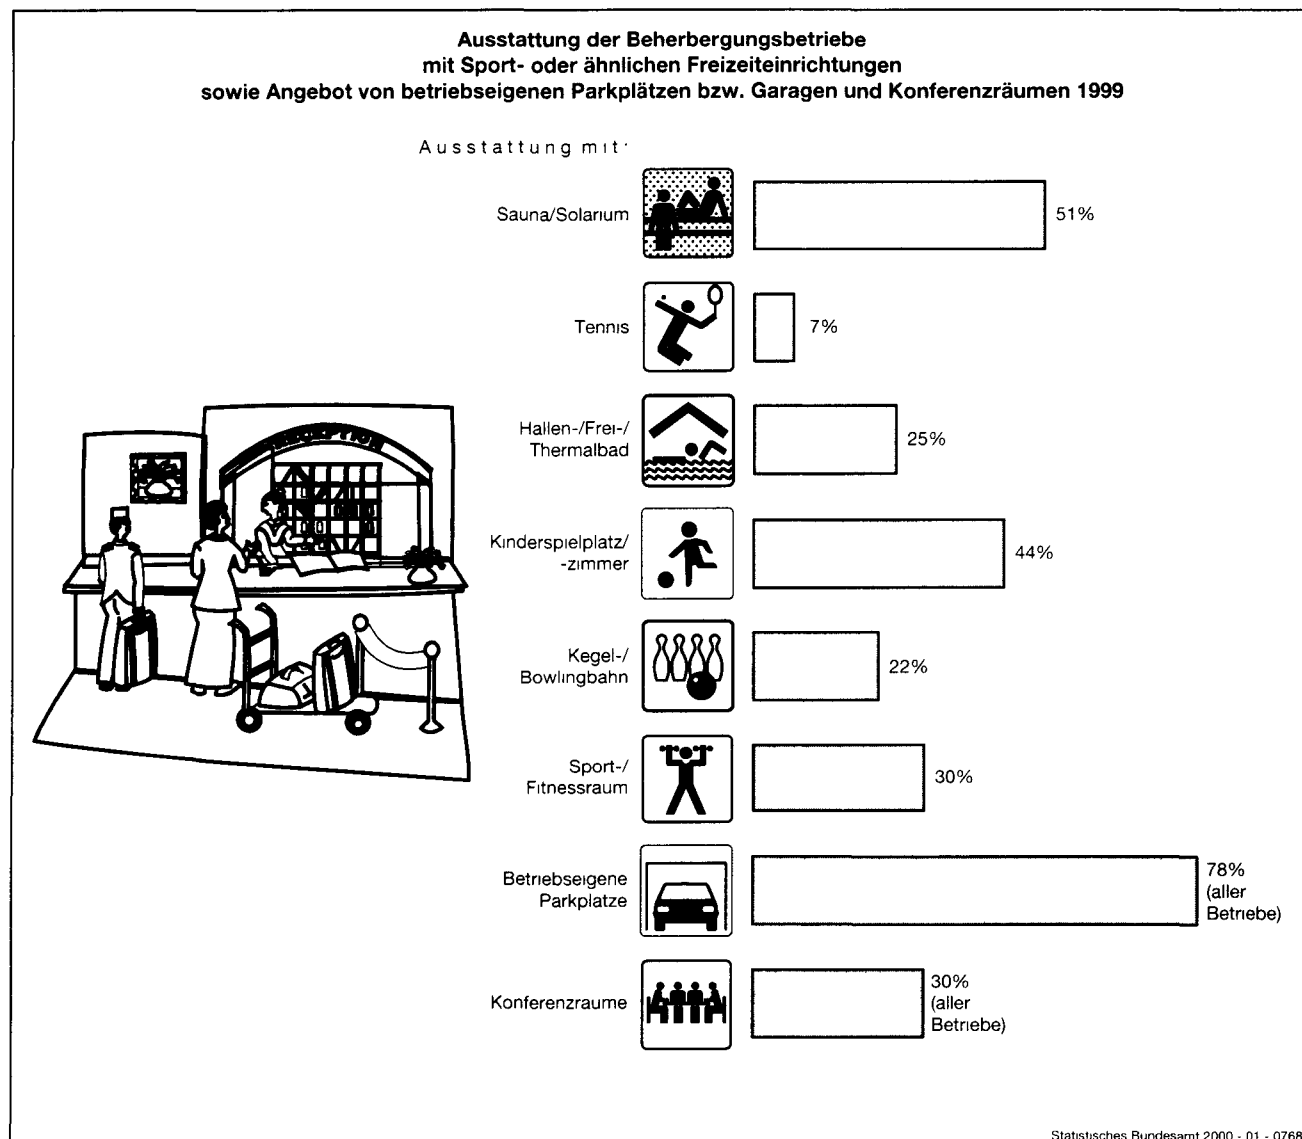 Ausstattung der Beherbergungsbetriebe
mit Sport- oder ähnlichen Freizeiteinrichtungen
sowie Angebot von betriebseigenen Parkplätzen bzw. Garagen und Konferenzräumen 1999
Ausstattung mit:
Sauna/Solarium
51%
Tennis
7%
Hallen-/Frei-/
Thermalbad
25%
RECEPTION
Kinderspielplatz/
-zimmer
44%
Kegel-/
Bowlingbahn
22%
Sport-/
Fitnessraum
30%
Betriebseigene
Parkplatze
78%
(aller
Betriebe)
Konferenzraume
30%
(aller
Betriebe)
Statistisches Bundesamt 2000 - 01 - 0768